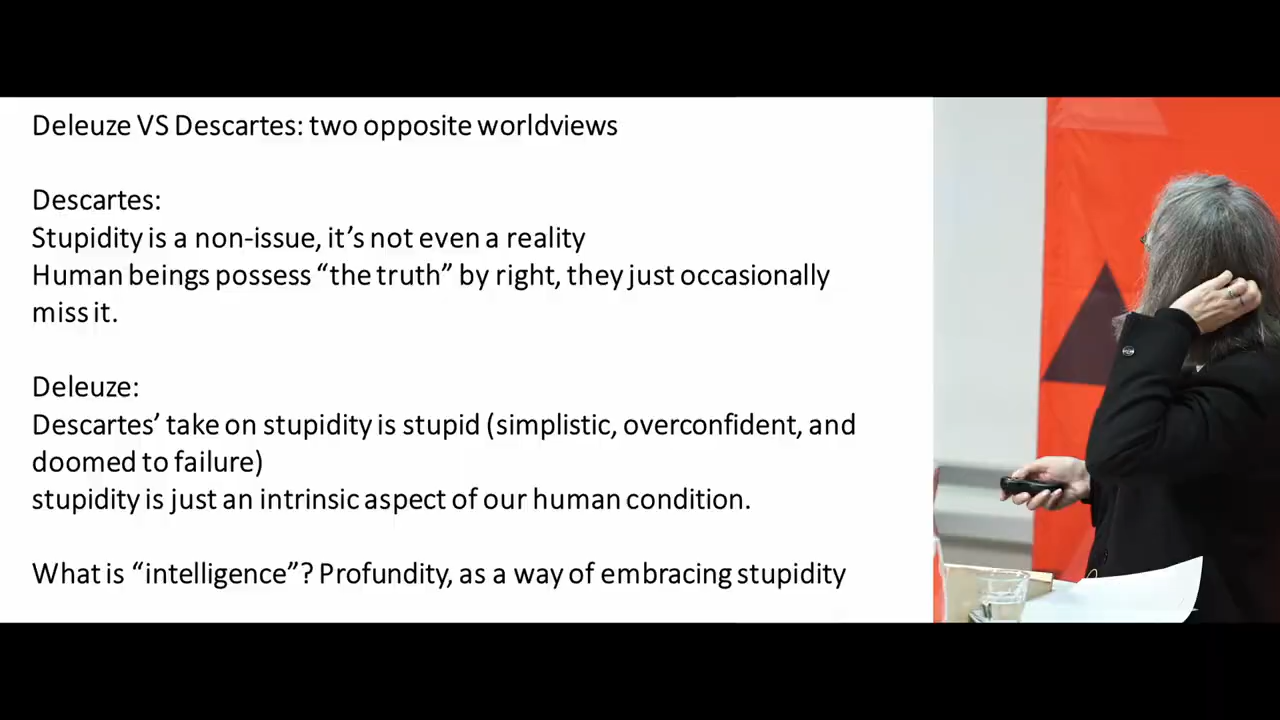 Deleuze VS Descartes: two opposite worldviews
Descartes:
Stupidity is a non-issue, it’s not even a reality
Human beings possess “the truth” by right, they just occasionally
miss it.
Deleuze:
Descartes’ take on stupidity is stupid (simplistic, overconfident, and
doomed to failure)
stupidity is just an intrinsic aspect of our human condition.
What is “intelligence”? Profundity, as a way of embracing stupidity